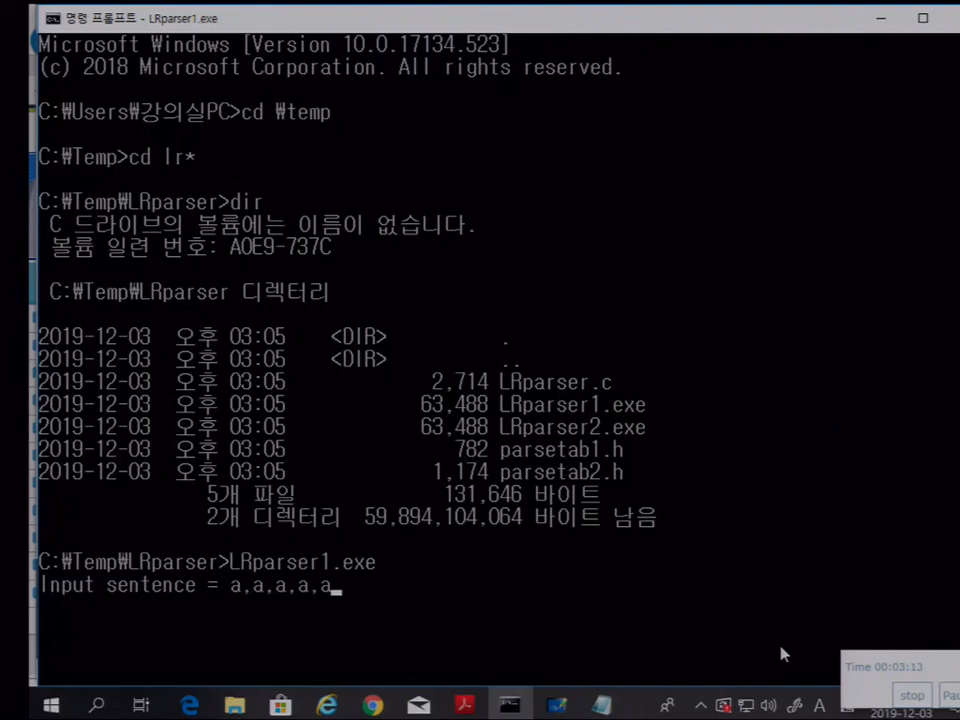 명령 프롬프트 - LRparser1.exe
Microsoft Windows [Version 10.0.17134.523]
(c) 2018 Microsoft Corporation. All rights reserved.
C:₩Users₩강의실PC>cd ₩temp
C:₩Temp>cd lr*
C:₩Temp₩LRparser>dir
C 드라이브의 볼륨에는 이름이 없습니다.
볼륨 일련 번호: A0E9-737C
C:₩Temp₩LRparser 디렉터리
2019-12-03 오후 03:05 <DIR> .
2019-12-03 오후 03:05 <DIR> ..
2019-12-03 오후 03:05 2,714 LRparser.c
2019-12-03 오후 03:05 63,488 LRparser1.exe
2019-12-03 오후 03:05 63,488 LRparser2.exe
2019-12-03 오후 03:05 782 parsetab1.h
2019-12-03 오후 03:05 1,174 parsetab2.h
5개 파일 131,646 바이트
2개 디렉터리 59,894,104,064 바이트 남음
C:₩Temp₩LRparser>LRparser1.exe
Input sentence = a,a,a,a,a
Time 00:03:13
stop Pau
A
2019-12-03